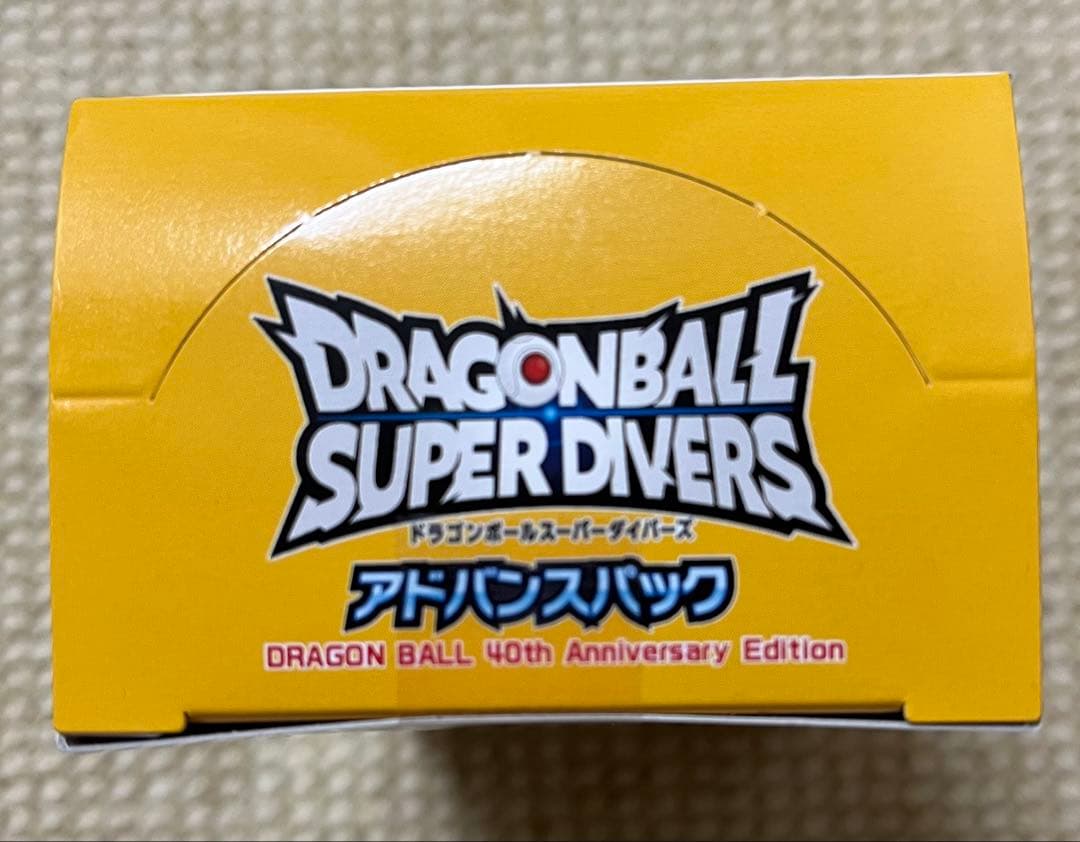 DRAGONBALL
SUPER DIVERS
ドラゴンボールスーパーダイバーズ
アドバンスパック
DRAGON BALL 40th Anniversary Edition